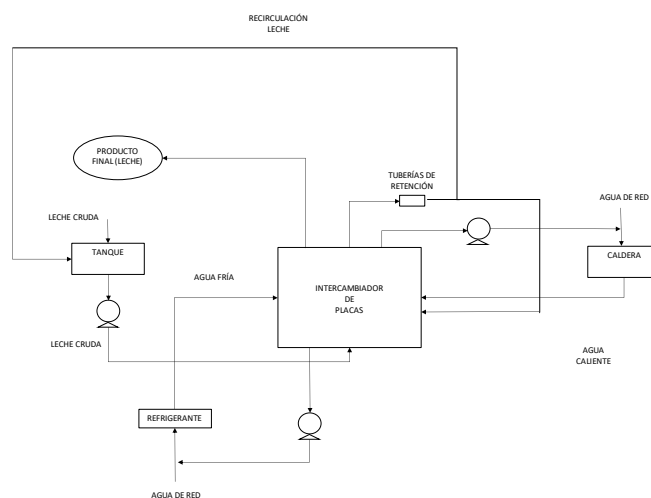 RECIRCULACIÓN
LECHE
PRODUCTO
FINAL (LECHE)
TUBERÍAS DE
RETENCIÓN
AGUA DE RED
LECHE CRUDA
TANQUE
CALDERA
AGUA FRÍA
INTERCAMBIADOR
DE
PLACAS
LECHE CRUDA
AGUA
CALIENTE
REFRIGERANTE
AGUA DE RED